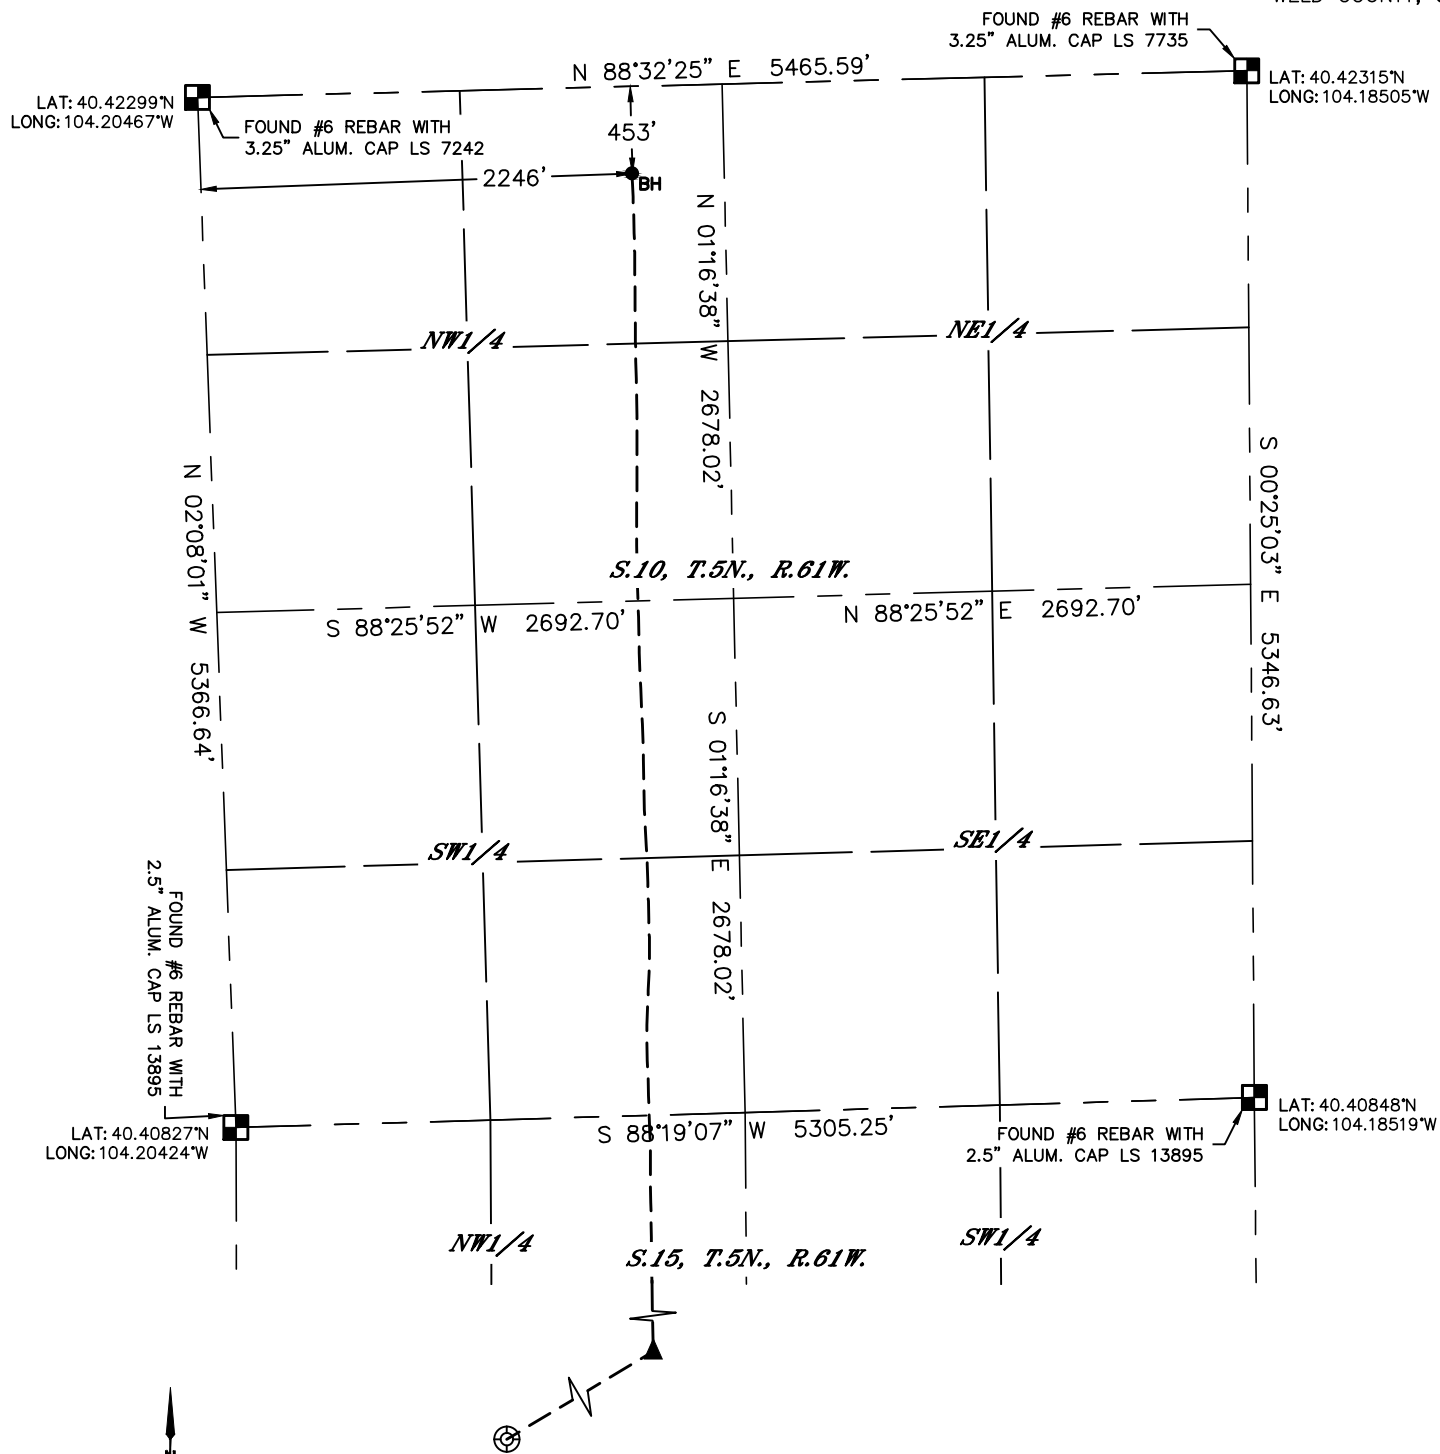 FOUND #6 REBAR WITH
3.25" ALUM. CAP LS 7735
N 88°32'25" E 5465.59'
LAT: 40.42299°N
LONG: 104.20467°W
LAT: 40.42315°N
LONG: 104.18505°W
FOUND #6 REBAR WITH
3.25" ALUM. CAP LS 7242
453'
2246'
BH
N 01°16'38" W 2678.02'
NW1/4
NE1/4
N 02°08'01" W 5366.64'
S 00°25'03" E 5346.63'
S.10, T.5N., R.61W.
S 88°25'52" W 2692.70'
N 88°25'52" E 2692.70'
S 01°16'38" E 2678.02'
SW1/4
SE1/4
FOUND #6 REBAR WITH
2.5" ALUM. CAP LS 13895
LAT: 40.40827°N
LONG: 104.20424°W
S 88°19'07" W 5305.25'
FOUND #6 REBAR WITH
2.5" ALUM. CAP LS 13895
LAT: 40.40848°N
LONG: 104.18519°W
NW1/4
SW1/4
S.15, T.5N., R.61W.